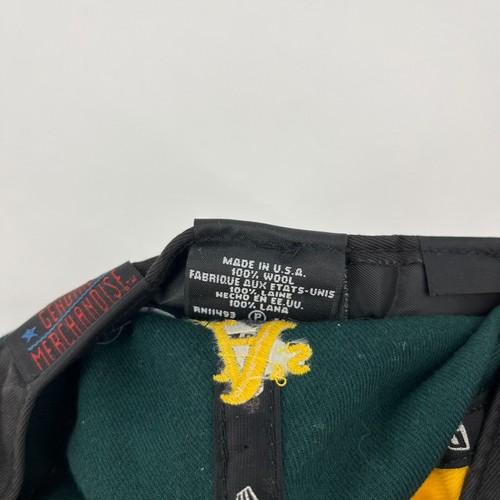 MADE IN U.S.A.
100% WOOL
FABRIQUE AUX ETATS-UNIS
100% LAINE
HECHO EN EE.UU.
100% LANA
RN11493 P
GENUINE
MERCHANDISE
A's